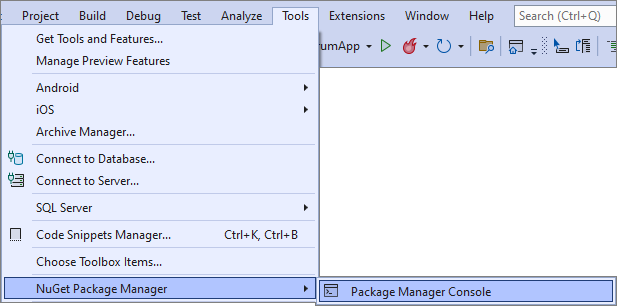 Project Build Debug Test Analyze Tools Extensions Window Help Search (Ctrl+Q)
Get Tools and Features...
rumApp
Manage Preview Features
Android
iOS
Archive Manager...
Connect to Database...
Connect to Server...
SQL Server
Code Snippets Manager... Ctrl+K, Ctrl+B
Choose Toolbox Items...
NuGet Package Manager
Package Manager Console